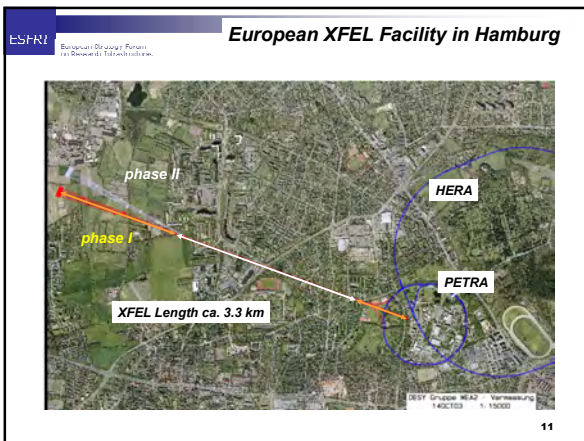 ESFRI
European Strategy Forum
on Research Infrastructures
European XFEL Facility in Hamburg
phase II
HERA
phase I
PETRA
XFEL Length ca. 3.3 km
DESY Gruppe MEA2 - Vermessung
14OCT03 1:15000
11